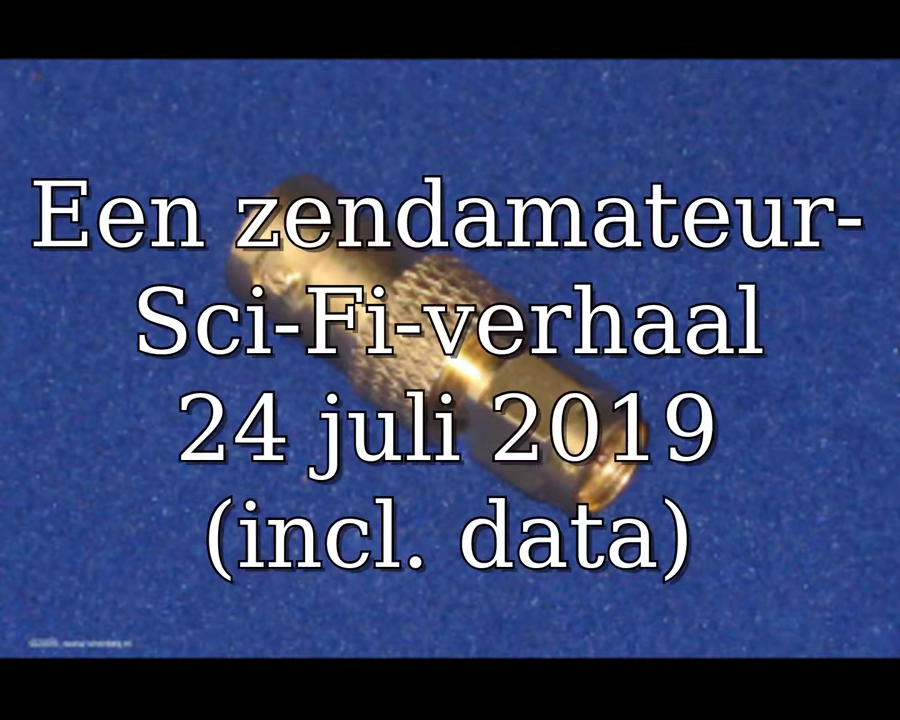 Een zendamateur-
Sci-Fi-verhaal
24 juli 2019
(incl. data)